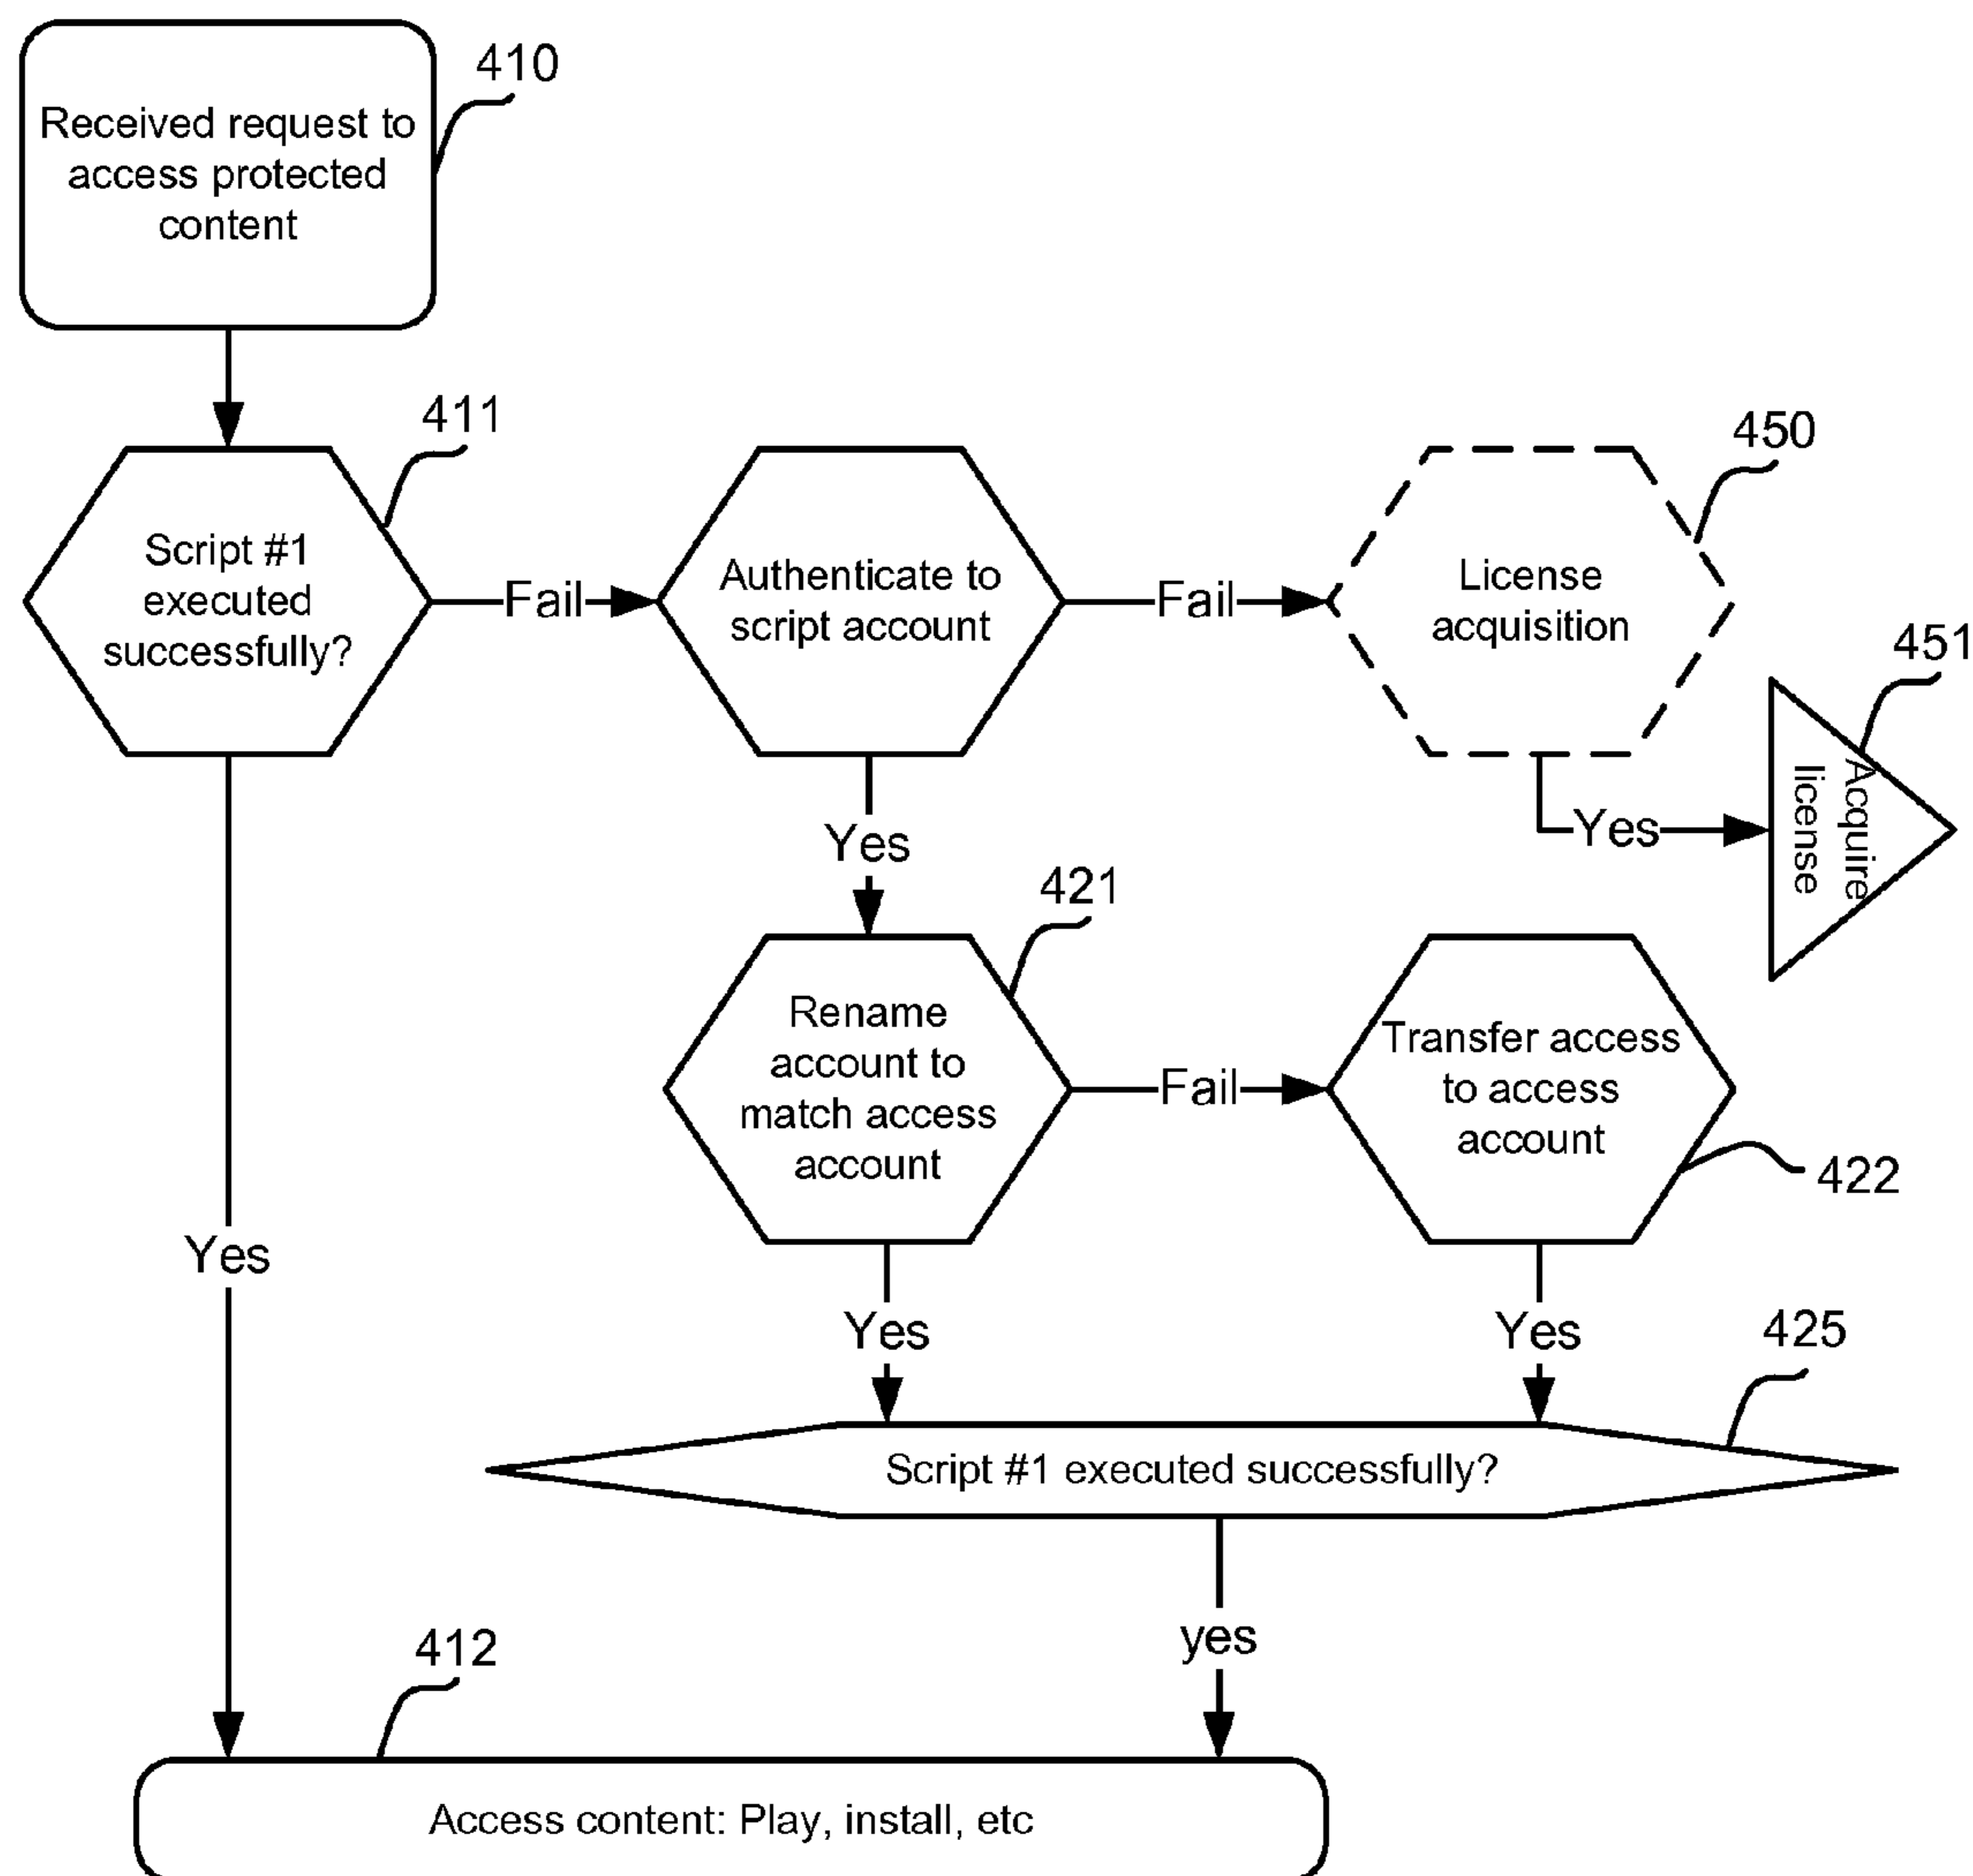 410
Received request to
access protected
content
411
Script #1
executed
successfully?
Fail
Authenticate to
script account
Fail
450
License
acquisition
451
Acquire
license
Yes
Yes
421
Rename
account to
match access
account
Fail
Transfer access
to access
account
422
Yes
Yes
Yes
425
Script #1 executed successfully?
yes
412
Access content: Play, install, etc